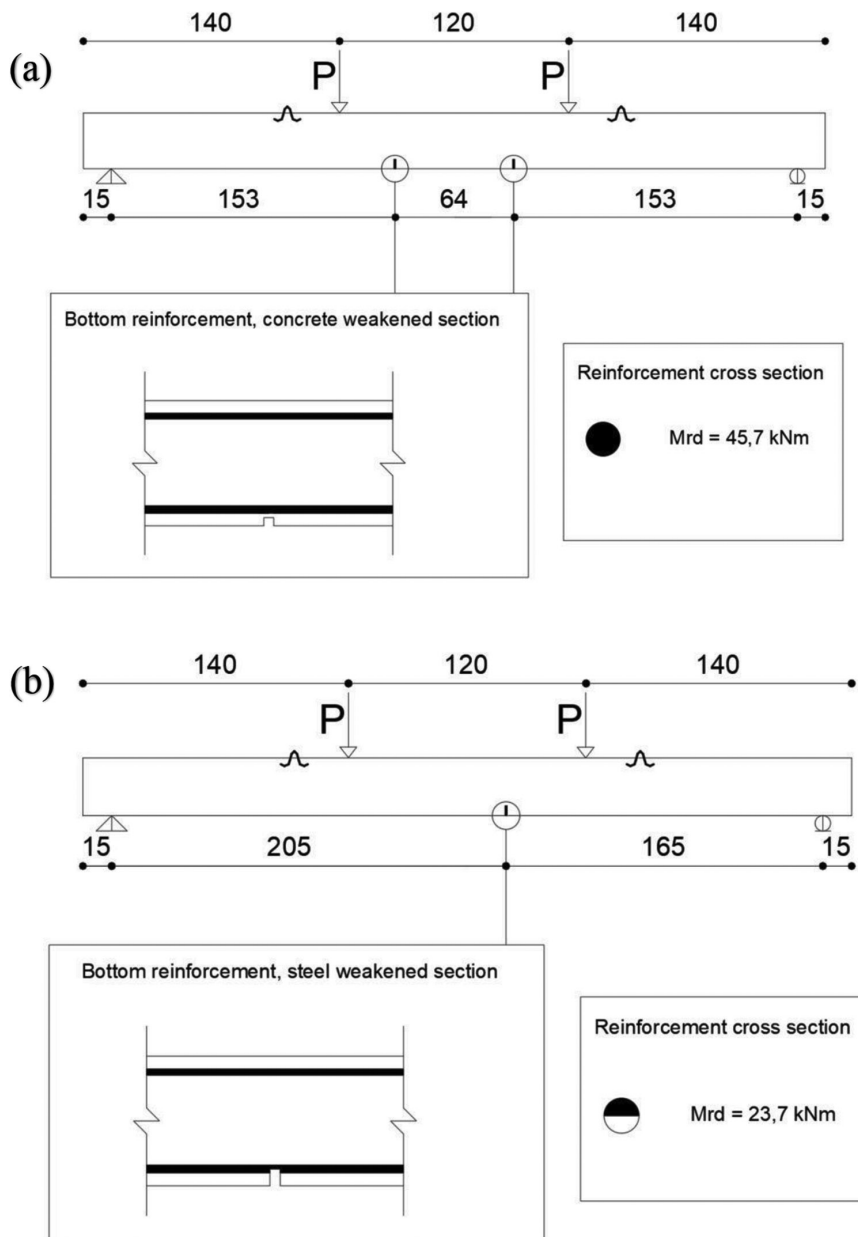 140 120 140
(a)
P P
15 153 64 153 15
Bottom reinforcement, concrete weakened section
Reinforcement cross section
Mrd = 45,7 kNm
140 120 140
(b)
P P
15 205 165 15
Bottom reinforcement, steel weakened section
Reinforcement cross section
Mrd = 23,7 kNm